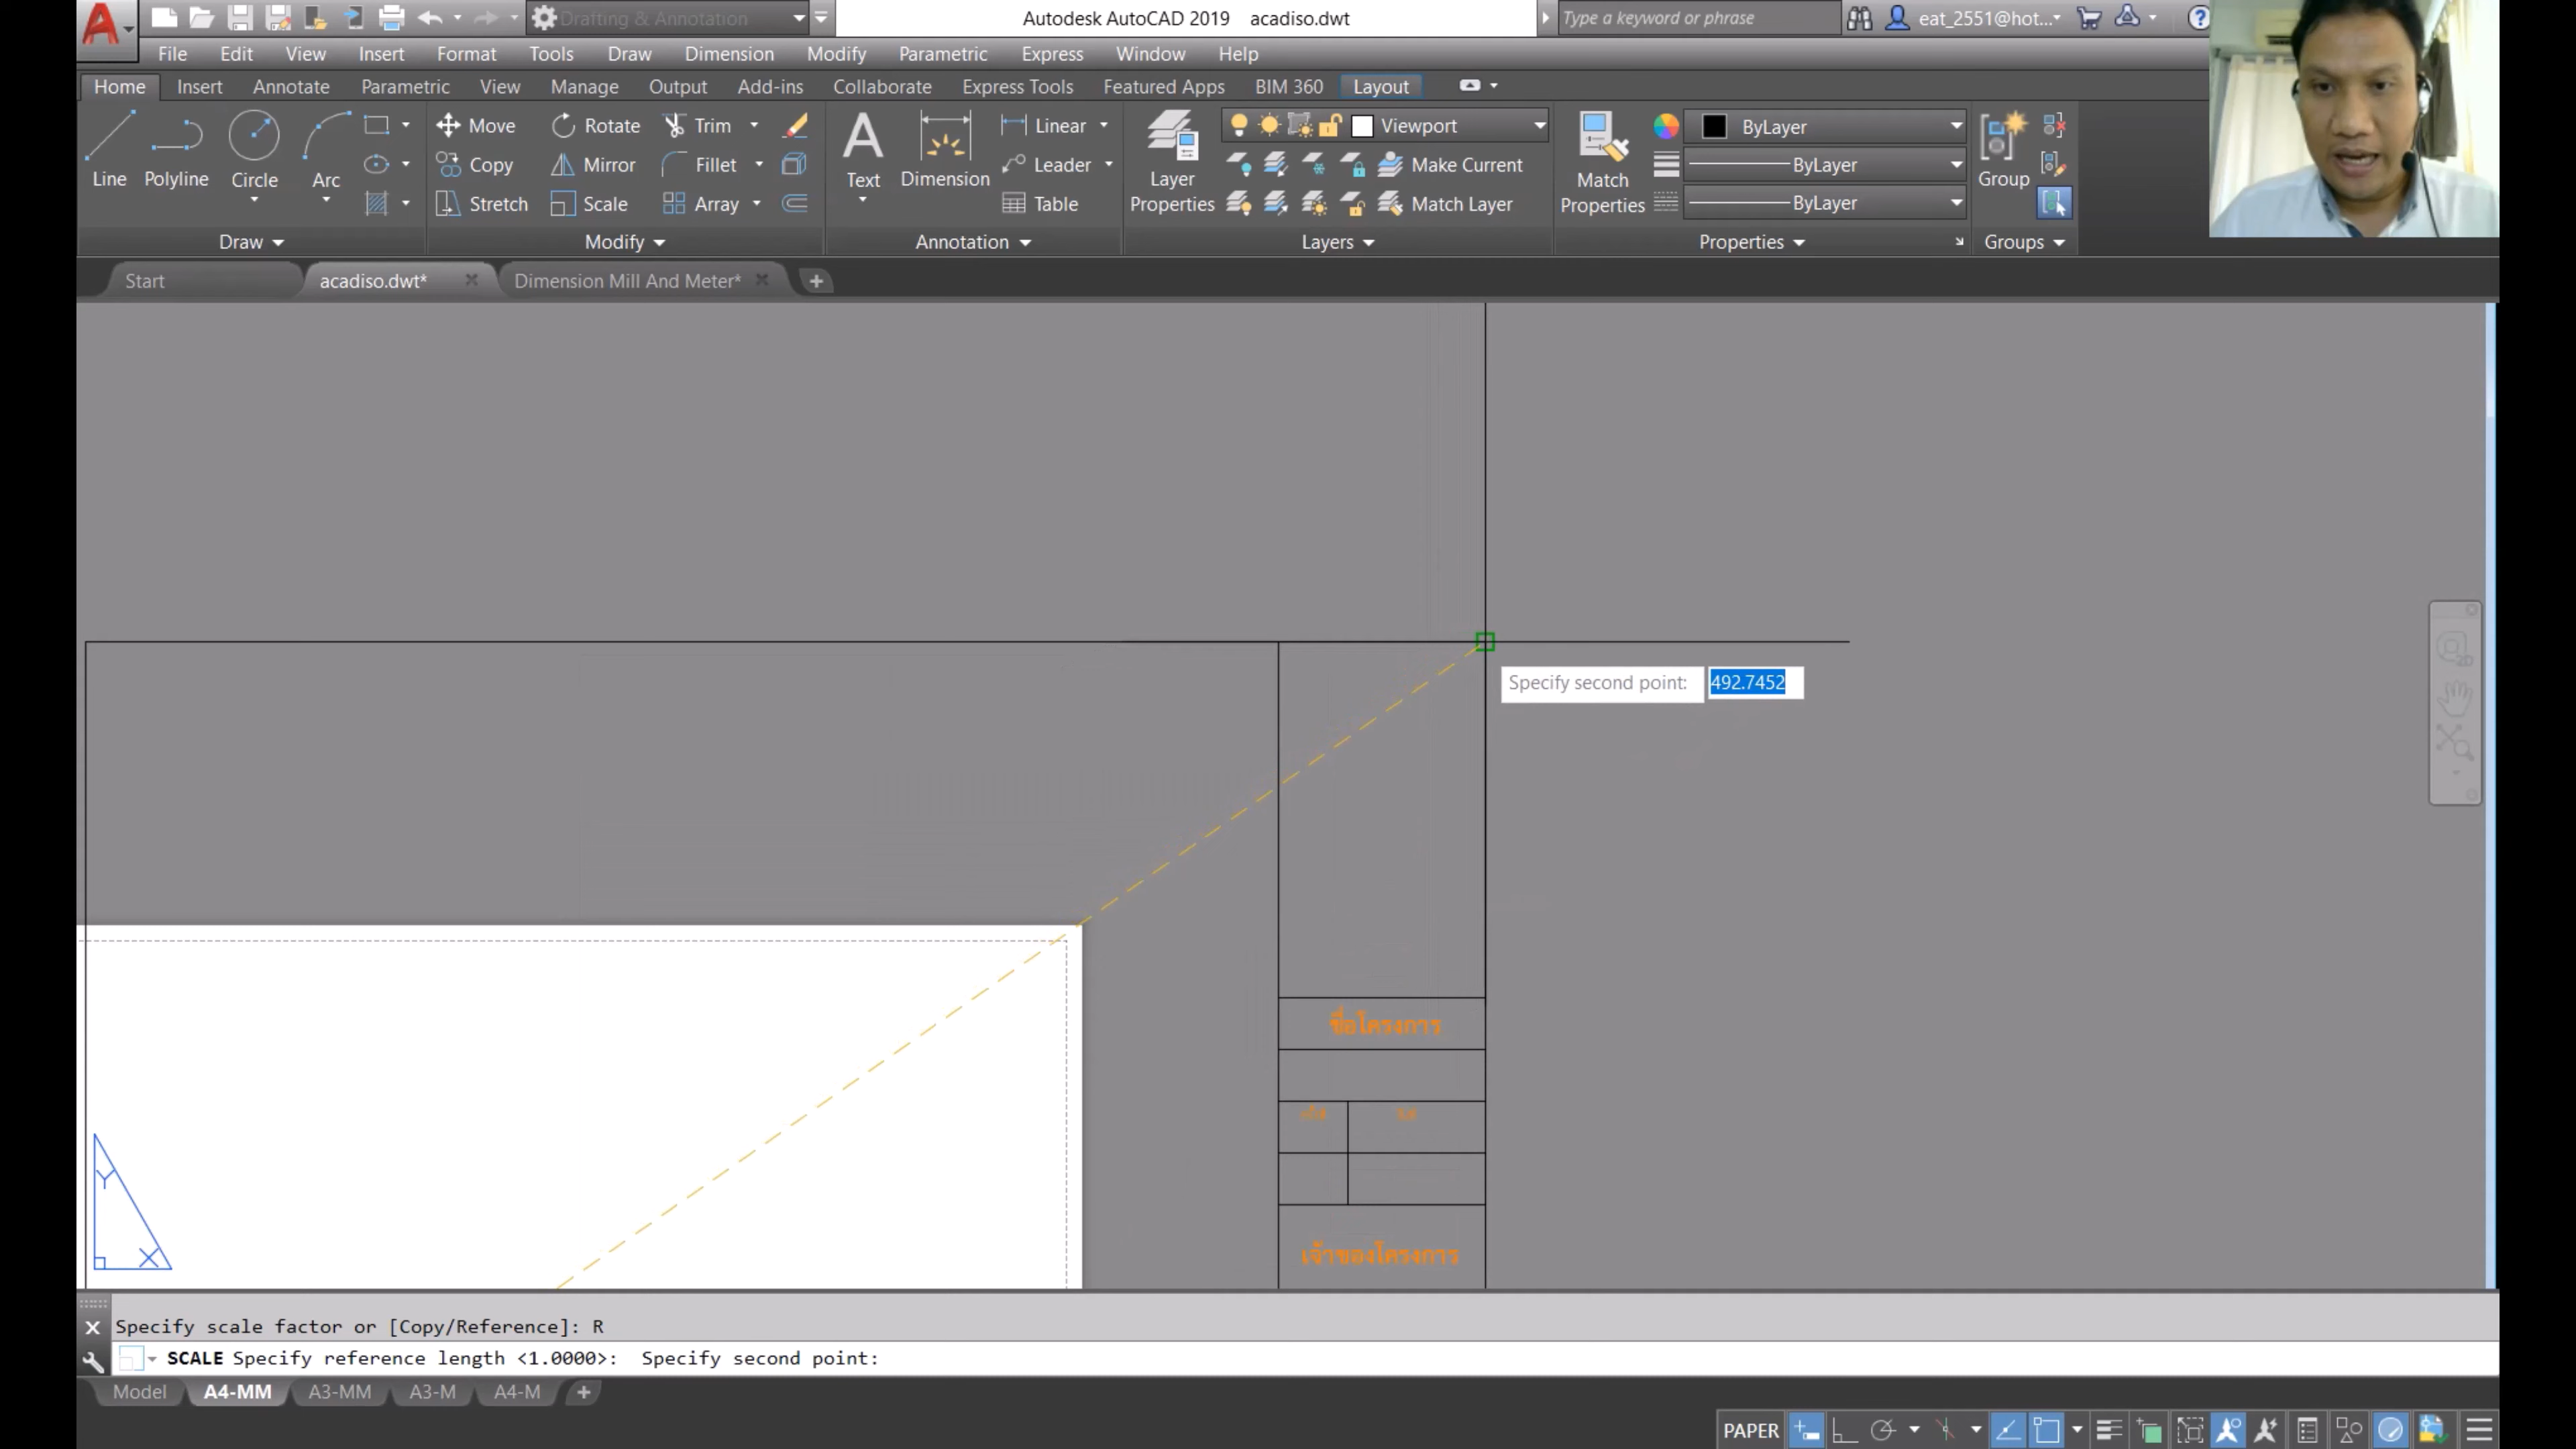 Drafting & Annotation
Autodesk AutoCAD 2019 acadiso.dwt
Type a keyword or phrase
eat_2551@hot...
File Edit View Insert Format Tools Draw Dimension Modify Parametric Express Window Help
Home Insert Annotate Parametric View Manage Output Add-ins Collaborate Express Tools Featured Apps BIM 360 Layout
Line Polyline Circle Arc
Move Rotate Trim
Copy Mirror Fillet
Stretch Scale Array
Text Dimension
Linear
Leader
Table
Layer Properties
Viewport
Make Current
Match Layer
Match Properties
ByLayer
ByLayer
ByLayer
Group
Draw Modify Annotation Layers Properties Groups
Start acadiso.dwt* Dimension Mill And Meter*
Specify second point: 492.7452
ชื่อโครงการ
เจ้าของโครงการ
Y
X
Specify scale factor or [Copy/Reference]: R
SCALE Specify reference length <1.0000>: Specify second point:
Model A4-MM A3-MM A3-M A4-M
PAPER